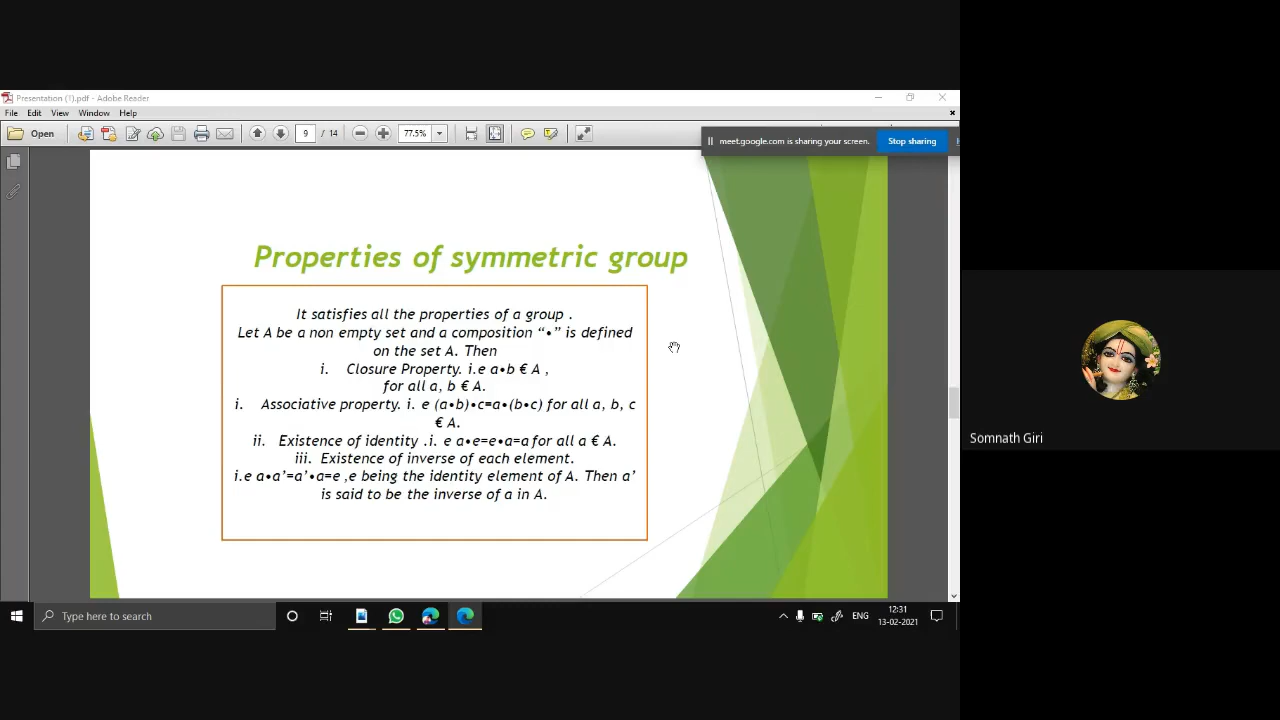 Presentation (1).pdf - Adobe Reader
File Edit View Window Help
Open 9 / 14 77.5%
meet.google.com is sharing your screen. Stop sharing
Properties of symmetric group
It satisfies all the properties of a group .
Let A be a non empty set and a composition “•” is defined
on the set A. Then
i. Closure Property. i.e a•b € A ,
for all a, b € A.
i. Associative property. i. e (a•b)•c=a•(b•c) for all a, b, c
€ A.
ii. Existence of identity .i. e a•e=e•a=a for all a € A.
iii. Existence of inverse of each element.
i.e a•a’=a’•a=e ,e being the identity element of A. Then a’
is said to be the inverse of a in A.
Somnath Giri
Type here to search
ENG
12:31
13-02-2021